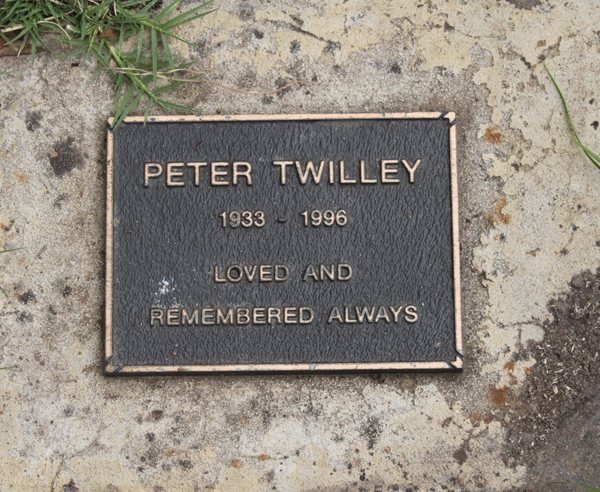 PETER TWILLEY
1933 - 1996
LOVED AND
REMEMBERED ALWAYS